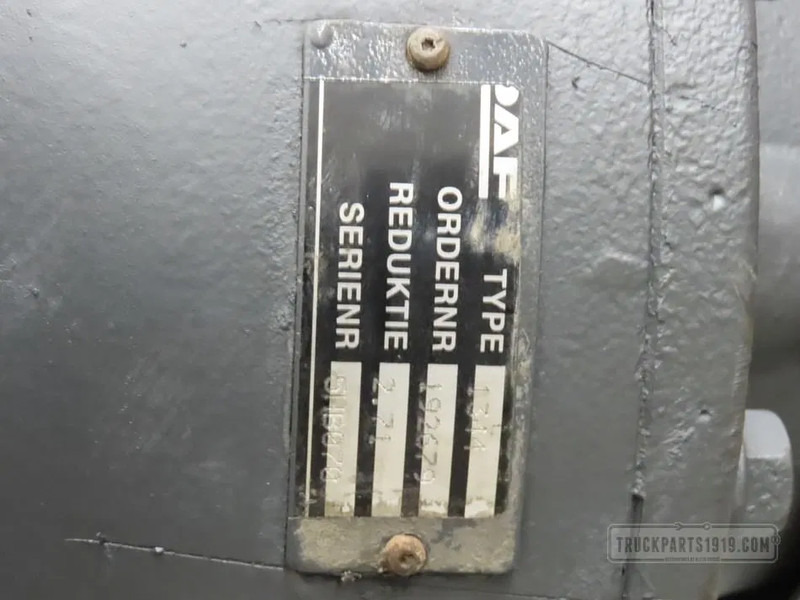 DAF
TYPE 1344
ORDERNR 192679
REDUKTIE 2.71
SERIENR
TRUCKPARTS1919.COM